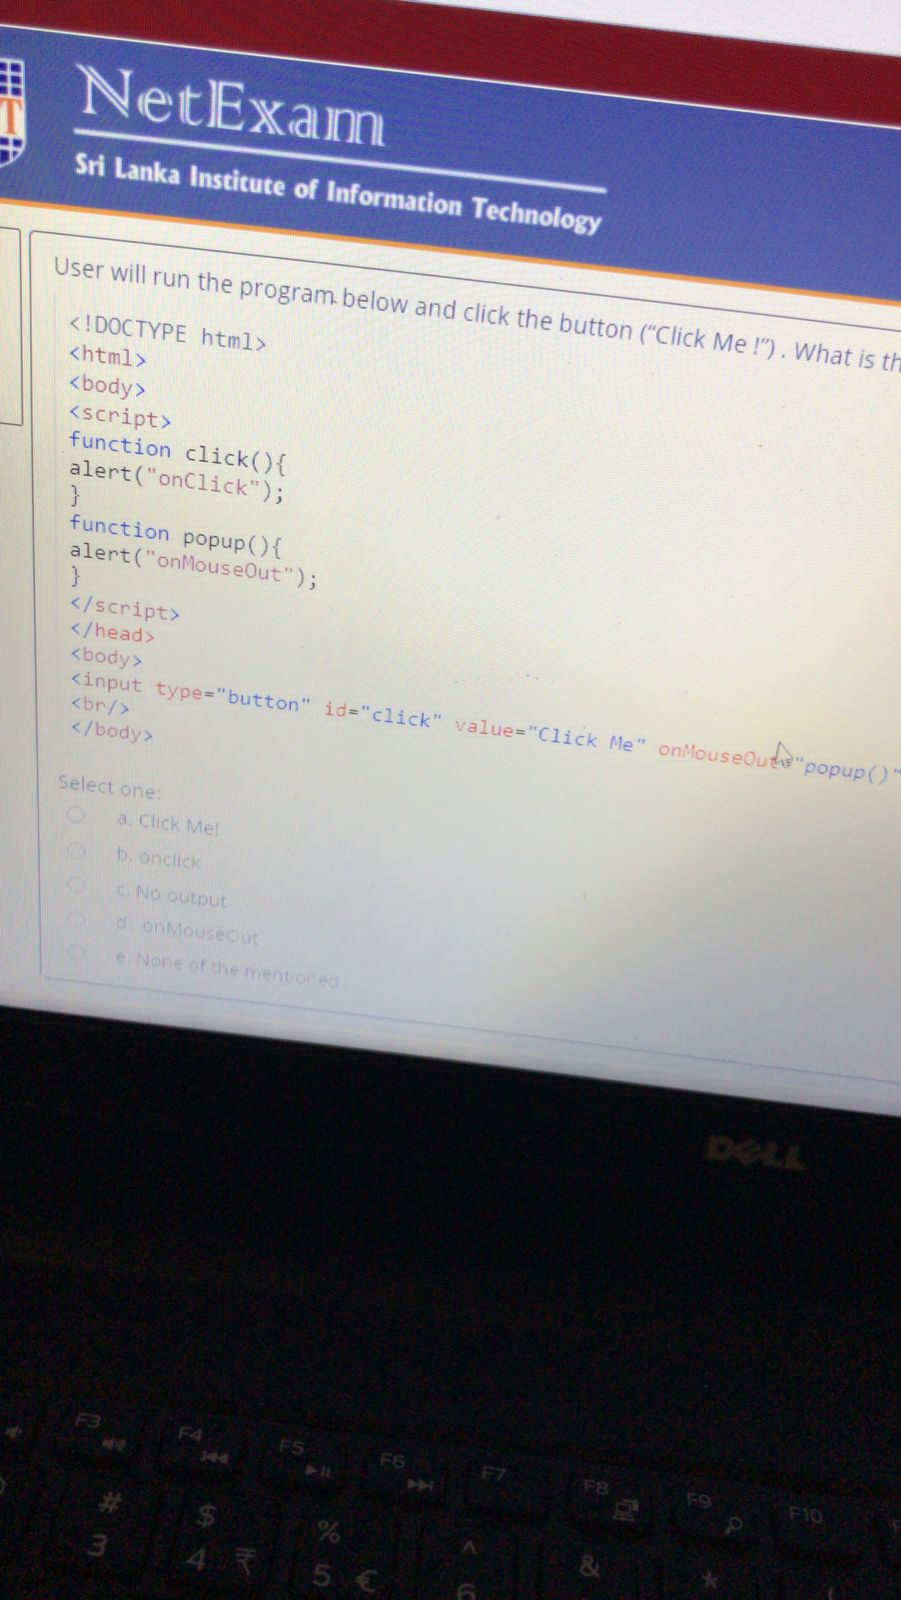 T
NetExam
Sri Lanka Institute of Information Technology
User will run the program below and click the button (“Click Me !”) . What is th
<!DOCTYPE html>
<html>
<body>
<script>
function click(){
alert("onClick");
}
function popup(){
alert("onMouseOut");
}
</script>
</head>
<body>
<input type="button" id="click" value="Click Me" onMouseOut="popup()"
<br/>
</body>
Select one:
a. Click Me!
b. onclick
c. No output
d. onMouseOut
e. None of the mentioned
DELL
F3 F4 F5 F6 F7 F8 F9 F10
# $ % ^ & *
3 4 ₹ 5 € 6